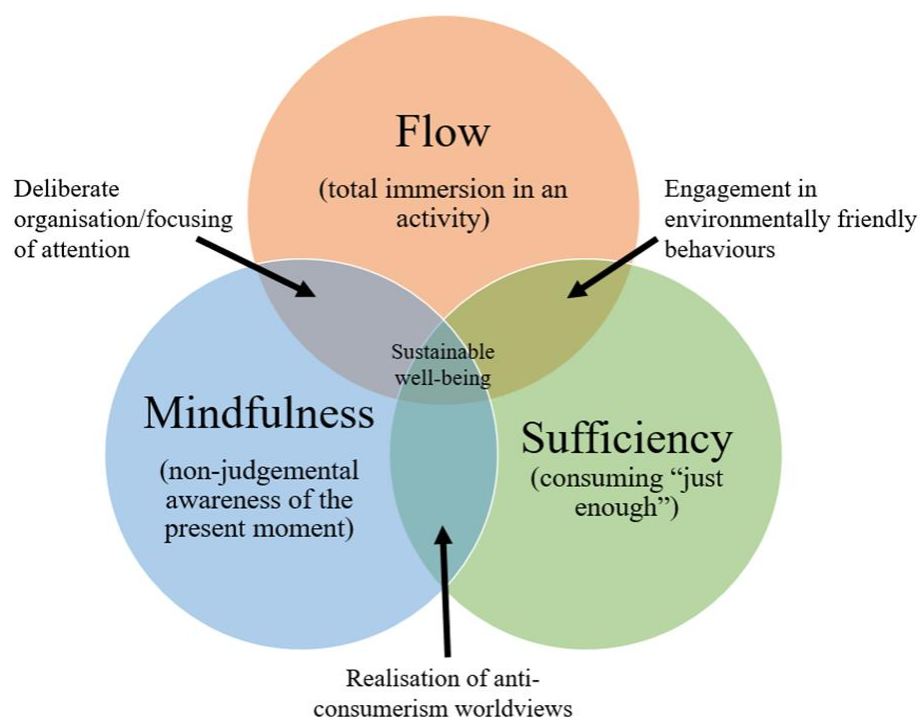 Flow
(total immersion in an
activity)
Deliberate
organisation/focusing
of attention
Engagement in
environmentally friendly
behaviours
Sustainable
well-being
Mindfulness
(non-judgemental
awareness of the
present moment)
Sufficiency
(consuming “just
enough”)
Realisation of anti-
consumerism worldviews